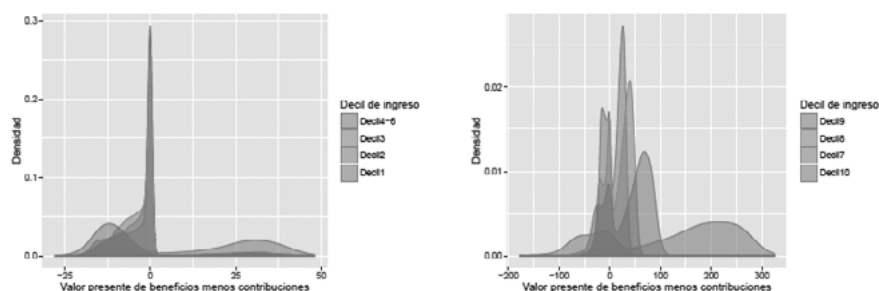 0.3
0.2
0.1
0.0
Densidad
-25
0
25
50
Valor presente de beneficios menos contribuciones
Decil de ingreso
Decil4-6
Decil3
Decil2
Decil1
0.02
0.01
0.00
Densidad
-200
-100
0
100
200
300
Valor presente de beneficios menos contribuciones
Decil de ingreso
Decil9
Decil8
Decil7
Decil10